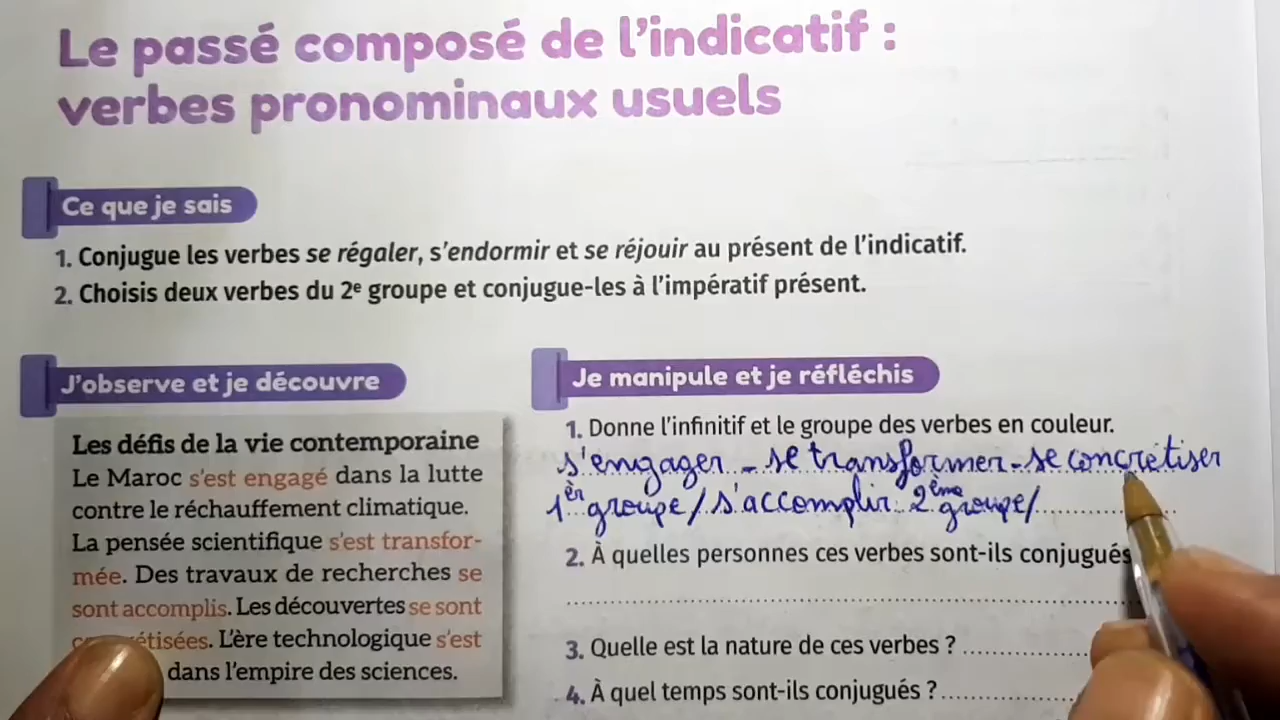 Le passé composé de l'indicatif :
verbes pronominaux usuels
Ce que je sais
1. Conjugue les verbes se régaler, s'endormir et se réjouir au présent de l'indicatif.
2. Choisis deux verbes du 2e groupe et conjugue-les à l'impératif présent.
J'observe et je découvre
Les défis de la vie contemporaine
Le Maroc s'est engagé dans la lutte
contre le réchauffement climatique.
La pensée scientifique s'est transfor-
mée. Des travaux de recherches se
sont accomplis. Les découvertes se sont
étisées. L'ère technologique s'est
dans l'empire des sciences.
Je manipule et je réfléchis
1. Donne l'infinitif et le groupe des verbes en couleur.
s'engager - se transformer - se concrétiser
1èr groupe / s'accomplir 2ème groupe /
2. À quelles personnes ces verbes sont-ils conjugués
3. Quelle est la nature de ces verbes ?
4. À quel temps sont-ils conjugués ?